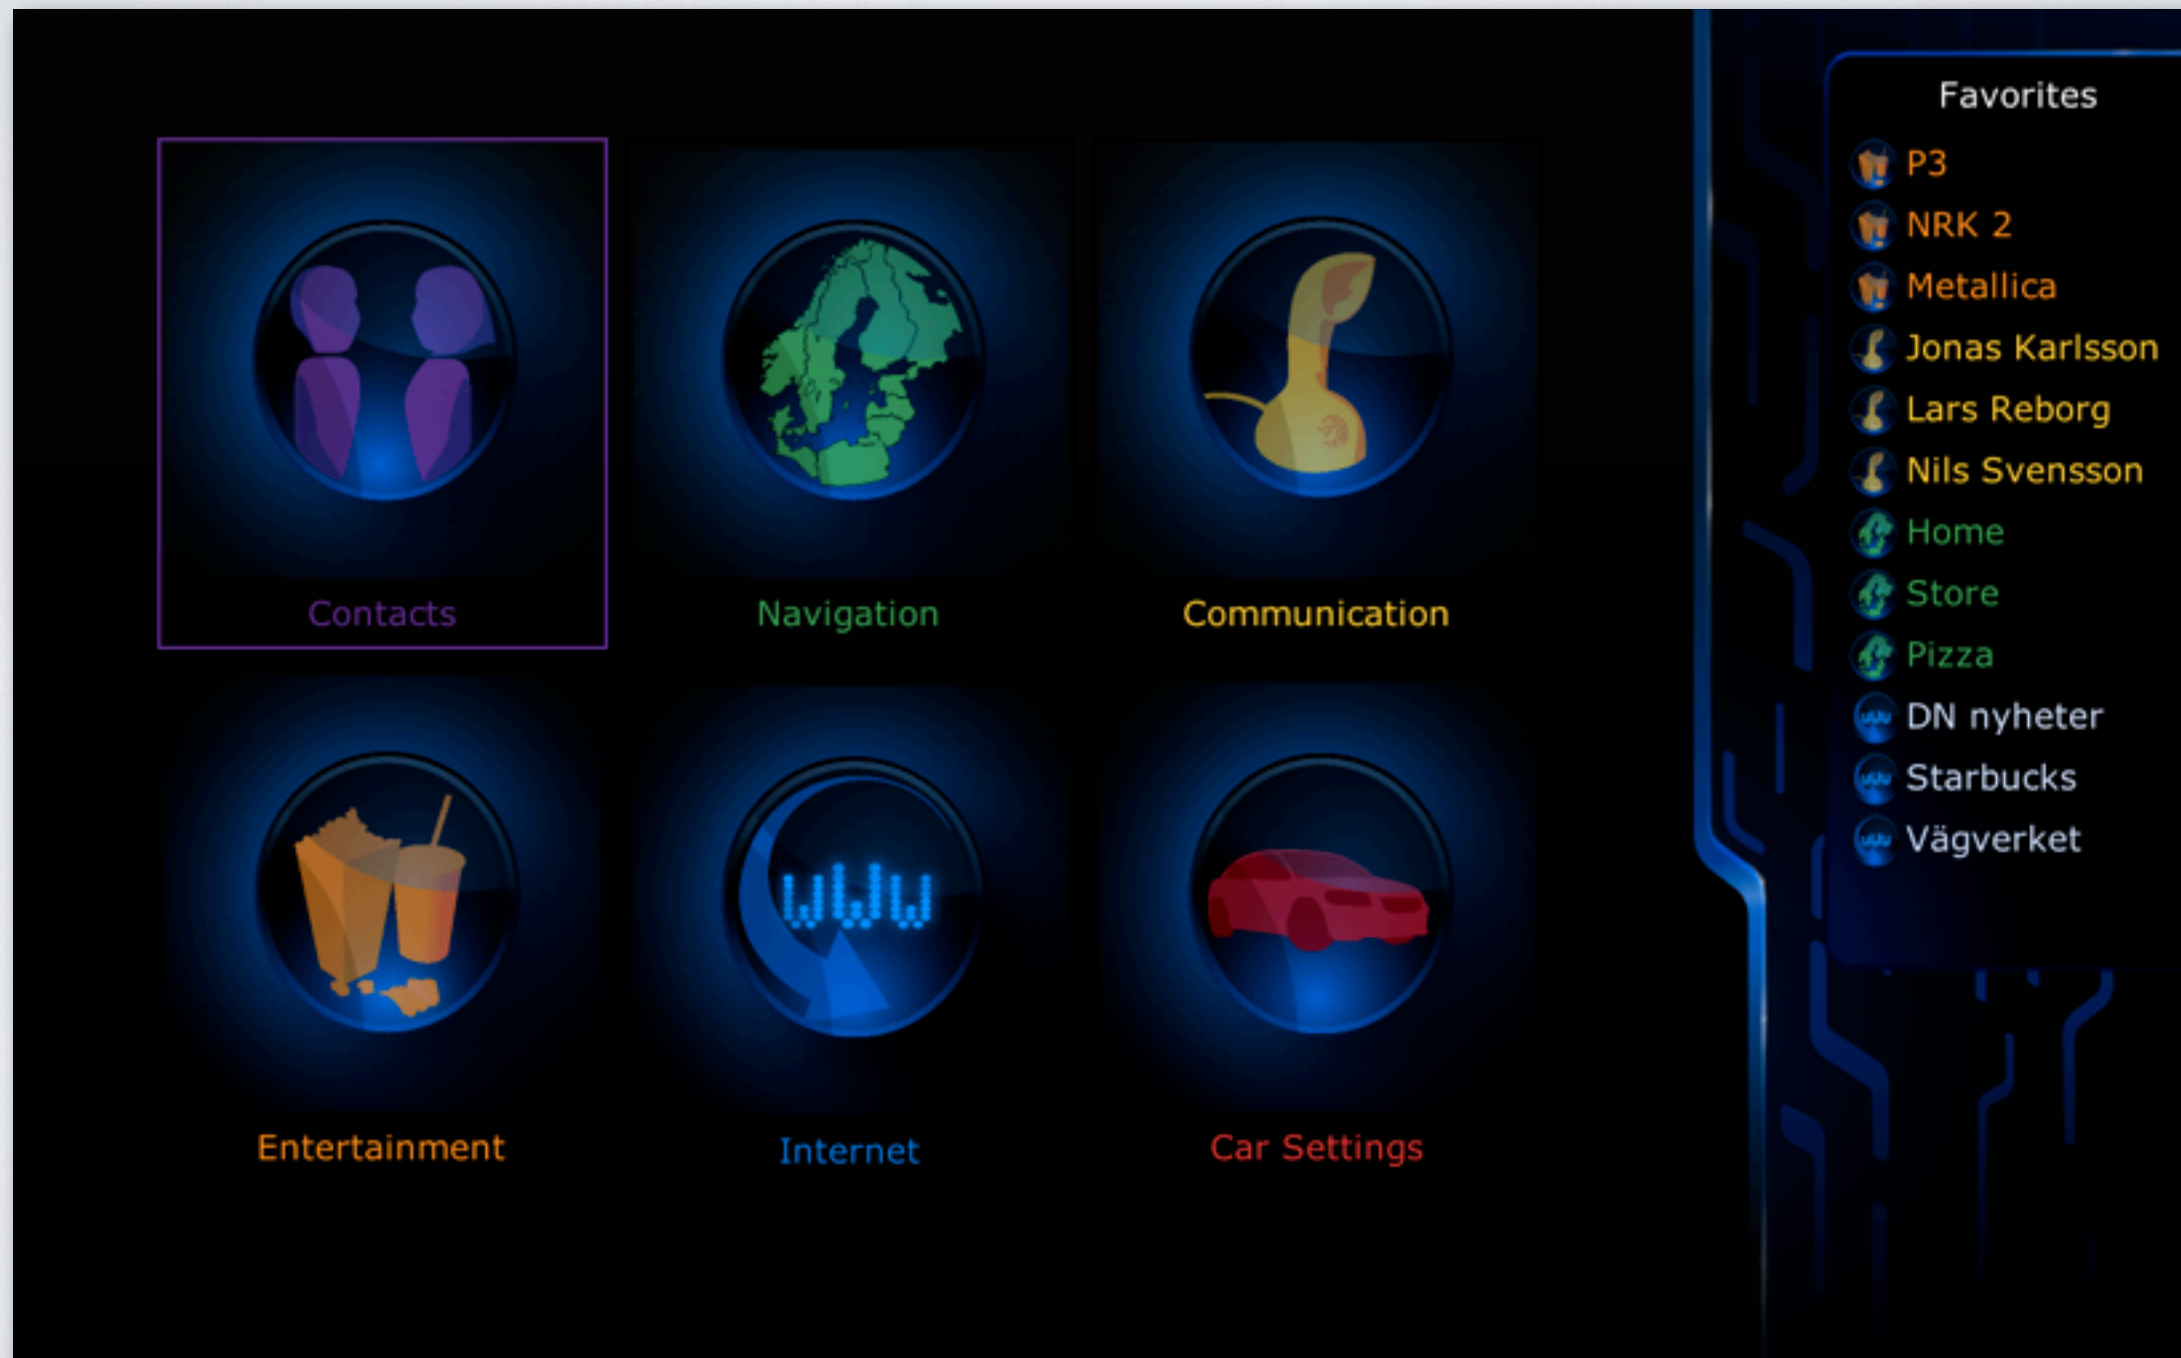 Contacts
Navigation
Communication
Entertainment
www
Internet
Car Settings
Favorites
P3
NRK 2
Metallica
Jonas Karlsson
Lars Reborg
Nils Svensson
Home
Store
Pizza
DN nyheter
Starbucks
Vägverket